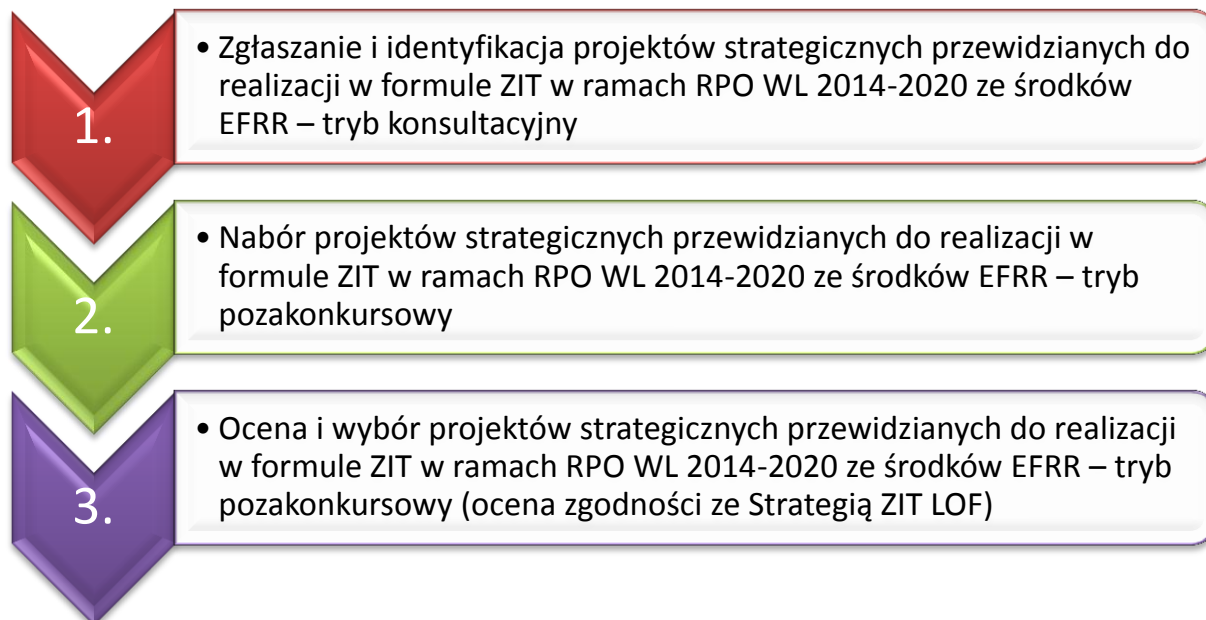 1.
• Zgłaszanie i identyfikacja projektów strategicznych przewidzianych do
realizacji w formule ZIT w ramach RPO WL 2014-2020 ze środków
EFRR – tryb konsultacyjny
2.
• Nabór projektów strategicznych przewidzianych do realizacji w
formule ZIT w ramach RPO WL 2014-2020 ze środków EFRR – tryb
pozakonkursowy
3.
• Ocena i wybór projektów strategicznych przewidzianych do realizacji
w formule ZIT w ramach RPO WL 2014-2020 ze środków EFRR – tryb
pozakonkursowy (ocena zgodności ze Strategią ZIT LOF)